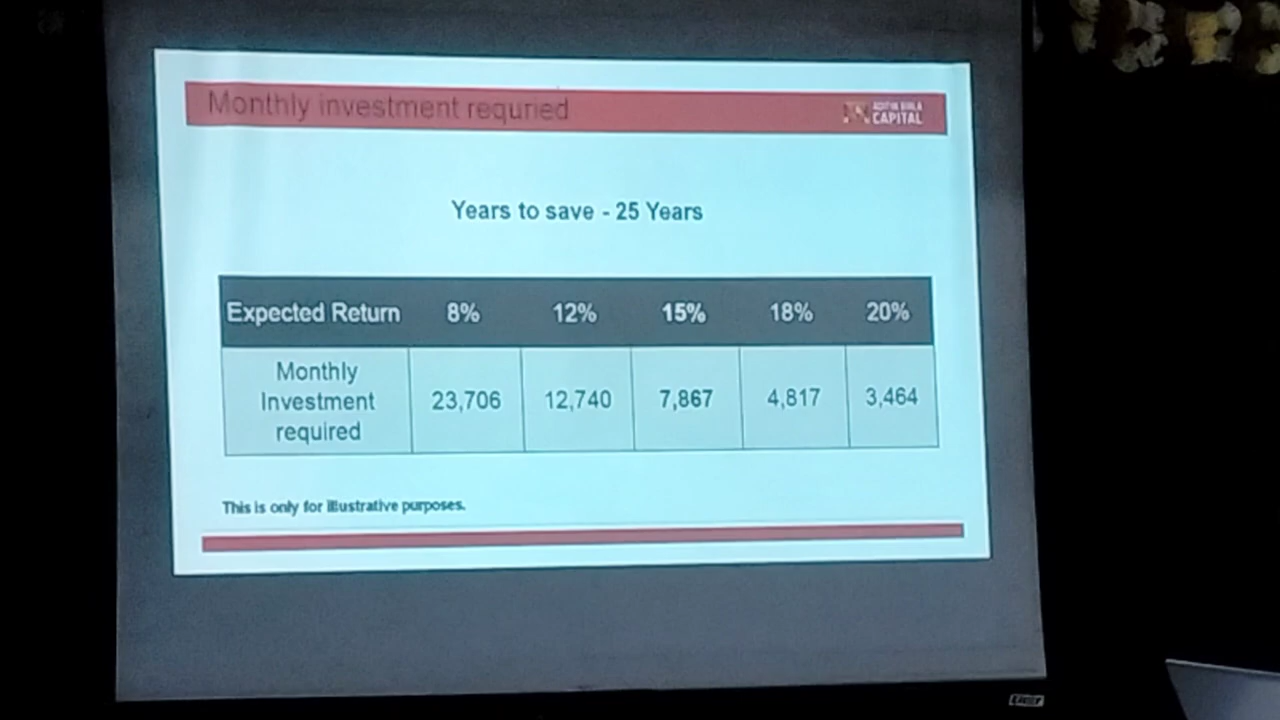 Monthly investment requried
ADITYA BIRLA
CAPITAL
Years to save - 25 Years
Expected Return 8% 12% 15% 18% 20%
Monthly
Investment
required
23,706 12,740 7,867 4,817 3,464
This is only for illustrative purposes.